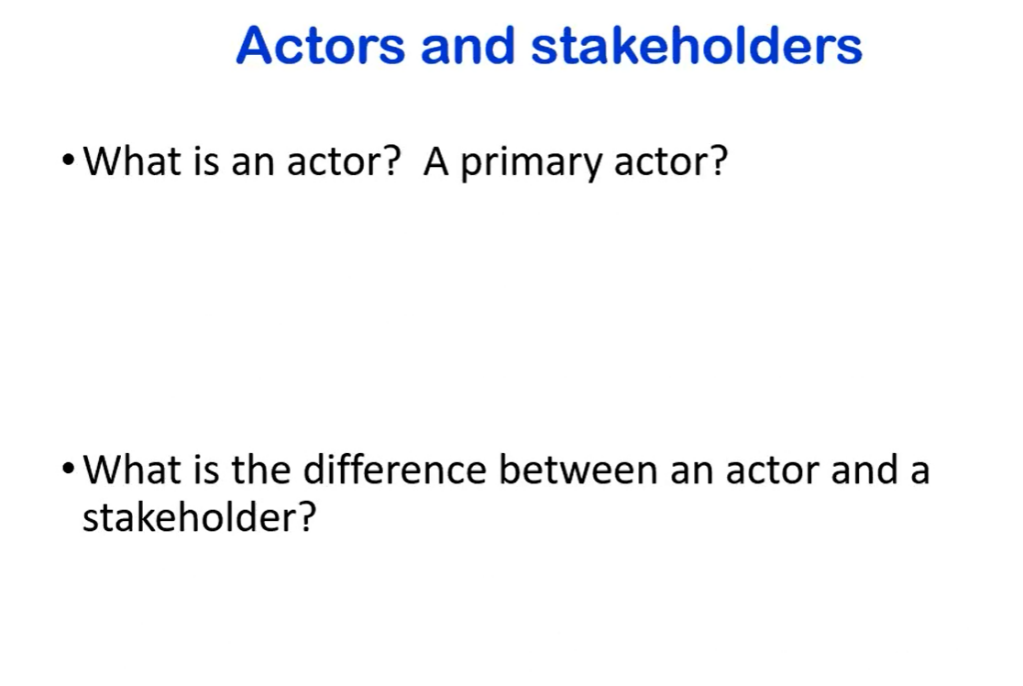 Actors and stakeholders
• What is an actor?  A primary actor?
• What is the difference between an actor and a
stakeholder?